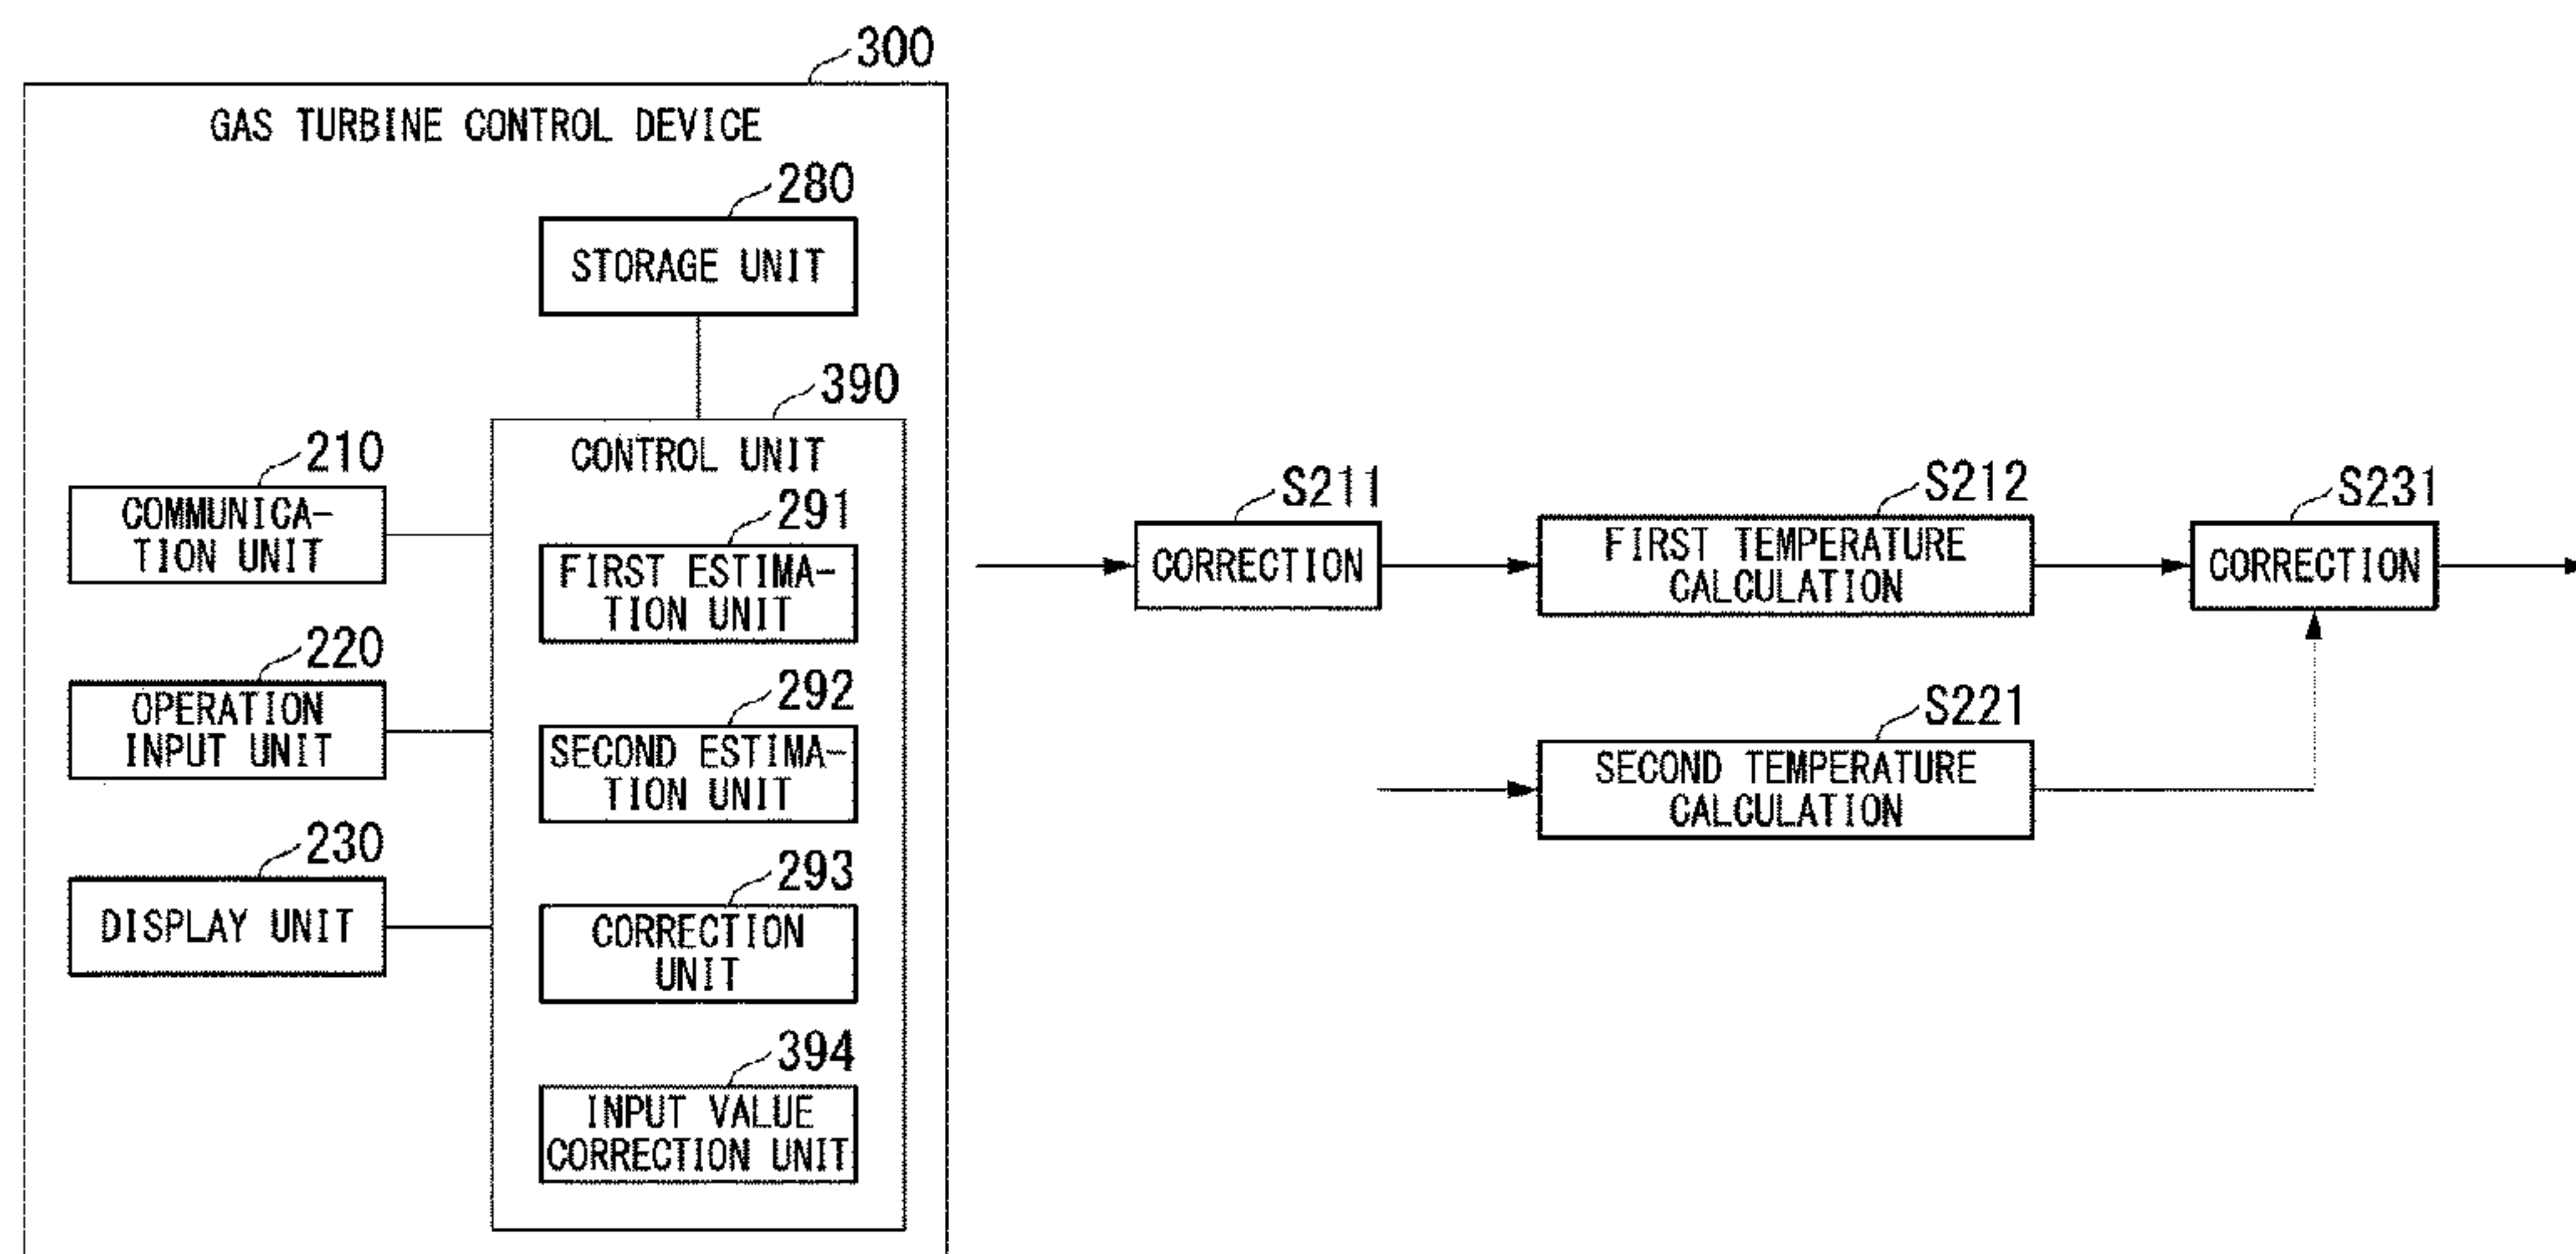 300
GAS TURBINE CONTROL DEVICE
280
STORAGE UNIT
390
CONTROL UNIT
210
COMMUNICA-
TION UNIT
220
OPERATION
INPUT UNIT
230
DISPLAY UNIT
291
FIRST ESTIMA-
TION UNIT
292
SECOND ESTIMA-
TION UNIT
293
CORRECTION
UNIT
394
INPUT VALUE
CORRECTION UNIT
S211
CORRECTION
S212
FIRST TEMPERATURE
CALCULATION
S231
CORRECTION
S221
SECOND TEMPERATURE
CALCULATION